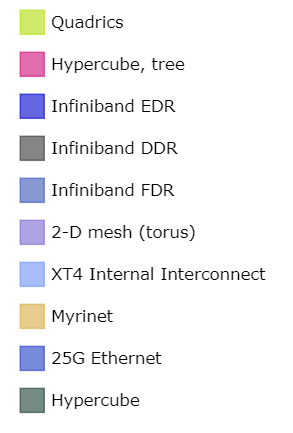 Quadrics
Hypercube, tree
Infiniband EDR
Infiniband DDR
Infiniband FDR
2-D mesh (torus)
XT4 Internal Interconnect
Myrinet
25G Ethernet
Hypercube